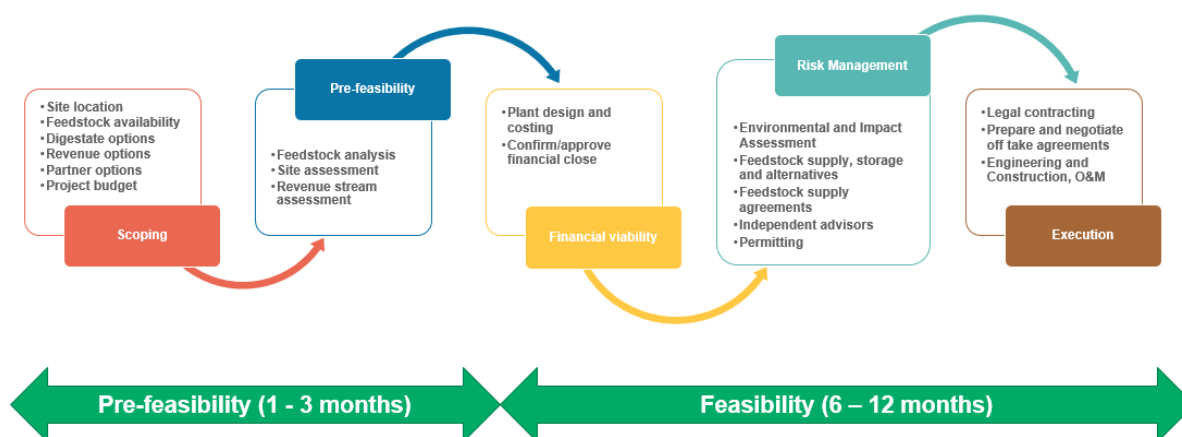 •Site location
•Feedstock availability
•Digestate options
•Revenue options
•Partner options
•Project budget
Scoping
Pre-feasibility
•Feedstock analysis
•Site assessment
•Revenue stream
assessment
•Plant design and
costing
•Confirm/approve
financial close
Financial viability
Risk Management
•Environmental and Impact
Assessment
•Feedstock supply, storage
and alternatives
•Feedstock supply
agreements
•Independent advisors
•Permitting
•Legal contracting
•Prepare and negotiate
off take agreements
•Engineering and
Construction, O&M
Execution
Pre-feasibility (1 - 3 months)
Feasibility (6 – 12 months)